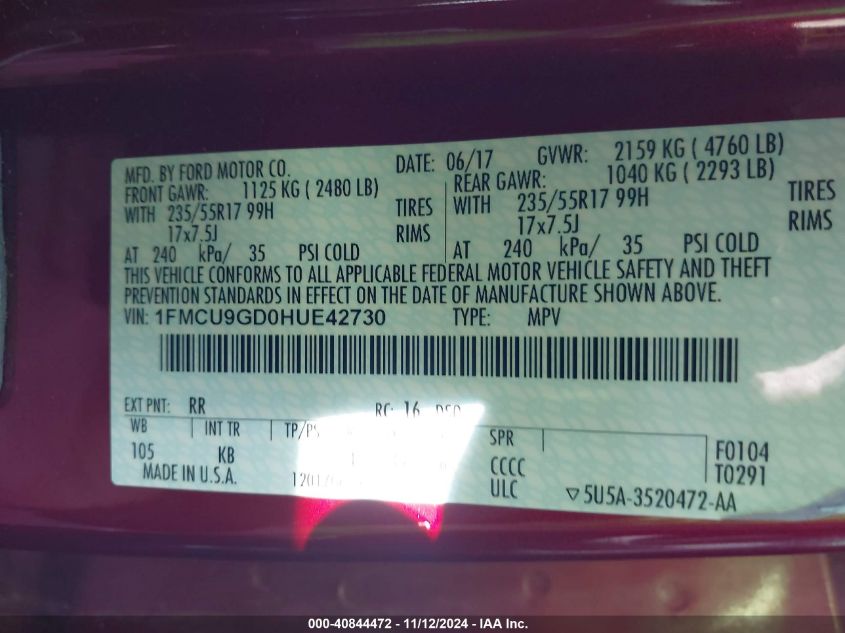 MFD. BY FORD MOTOR CO. DATE: 06/17 GVWR: 2159 KG ( 4760 LB)
FRONT GAWR: 1125 KG ( 2480 LB) REAR GAWR: 1040 KG ( 2293 LB)
WITH 235/55R17 99H TIRES WITH 235/55R17 99H TIRES
17x7.5J RIMS 17x7.5J RIMS
AT 240 kPa/ 35 PSI COLD AT 240 kPa/ 35 PSI COLD
THIS VEHICLE CONFORMS TO ALL APPLICABLE FEDERAL MOTOR VEHICLE SAFETY AND THEFT
PREVENTION STANDARDS IN EFFECT ON THE DATE OF MANUFACTURE SHOWN ABOVE.
VIN: 1FMCU9GD0HUE42730 TYPE: MPV
EXT PNT: RR RC: 16
WB INT TR TP/PS SPR F0104
105 KB CCCC T0291
MADE IN U.S.A. ULC 5U5A-3520472-AA
000-40844472 - 11/12/2024 - IAA Inc.